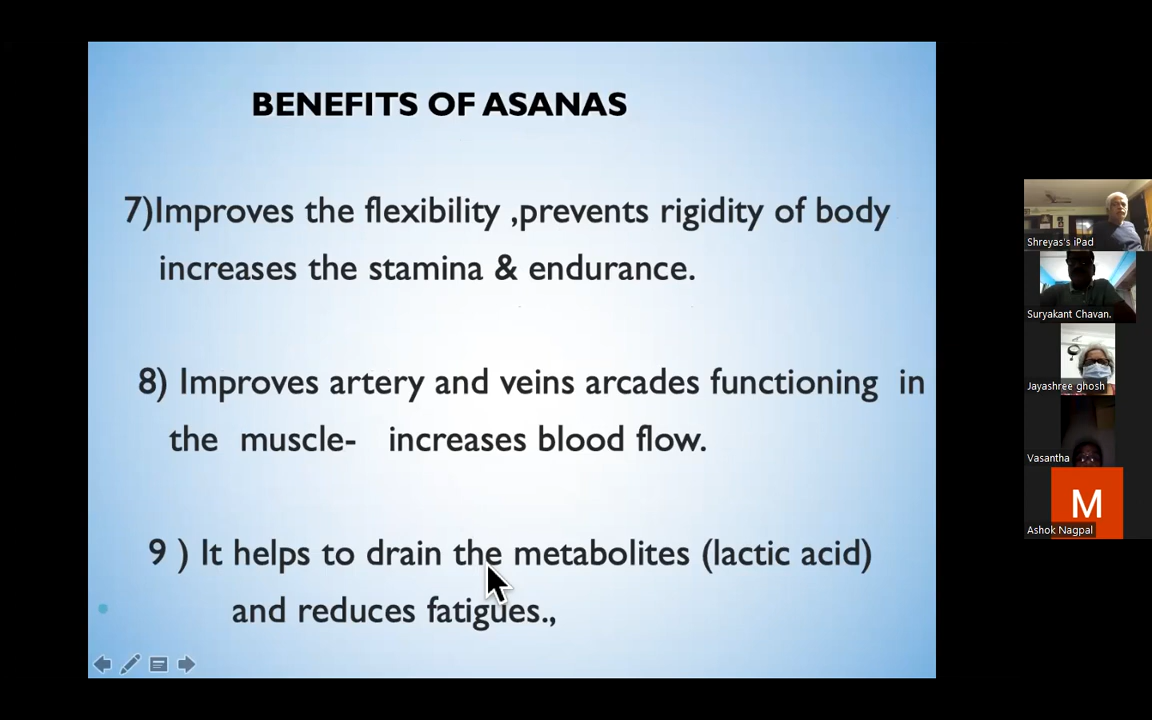 BENEFITS OF ASANAS
7)Improves the flexibility ,prevents rigidity of body
increases the stamina & endurance.
8) Improves artery and veins arcades functioning in
the muscle- increases blood flow.
9 ) It helps to drain the metabolites (lactic acid)
and reduces fatigues.,
Shreyas's iPad
Suryakant Chavan.
Jayashree ghosh
Vasantha
M
Ashok Nagpal